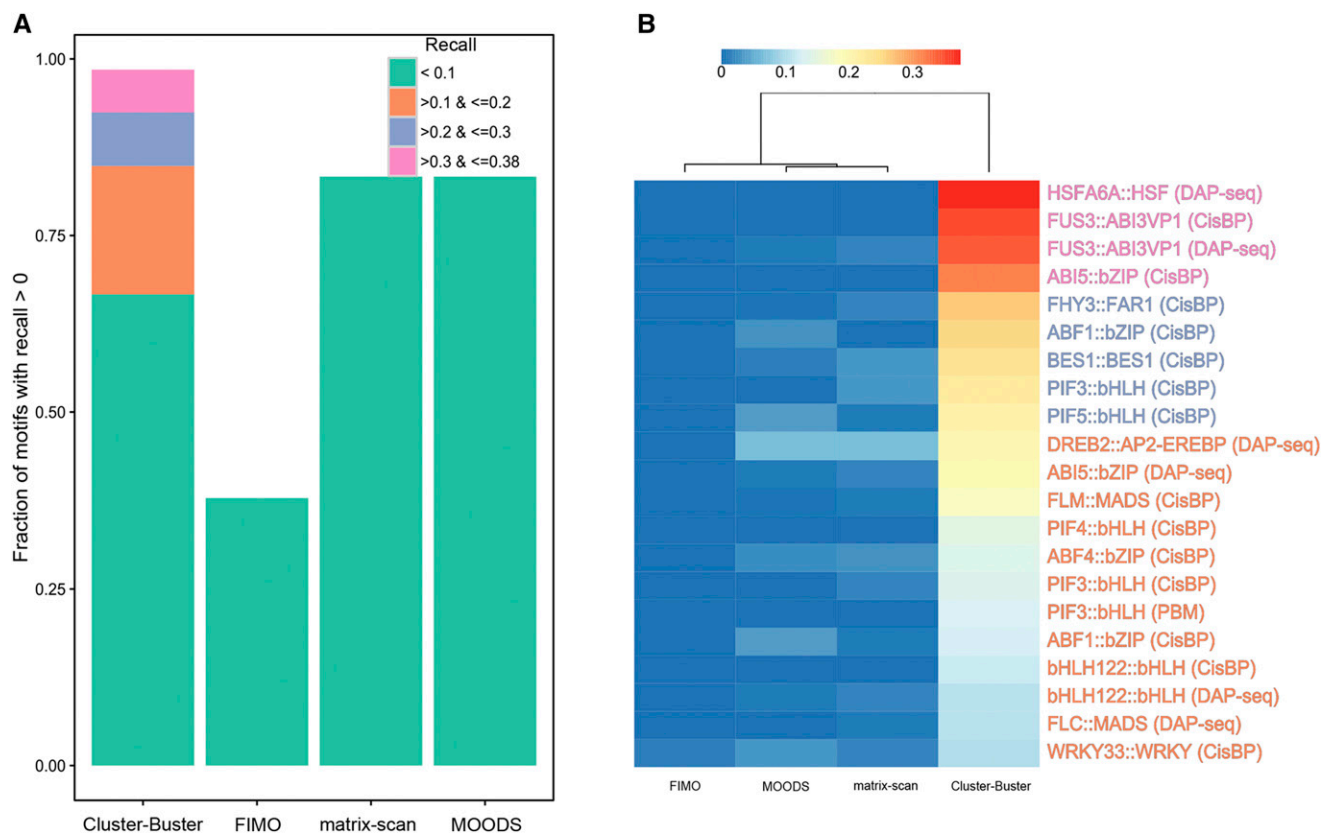 A
Recall
< 0.1
>0.1 & <=0.2
>0.2 & <=0.3
>0.3 & <=0.38
Fraction of motifs with recall > 0
1.00
0.75
0.50
0.25
0.00
Cluster-Buster FIMO matrix-scan MOODS
B
0 0.1 0.2 0.3
HSFA6A::HSF (DAP-seq)
FUS3::ABI3VP1 (CisBP)
FUS3::ABI3VP1 (DAP-seq)
ABI5::bZIP (CisBP)
FHY3::FAR1 (CisBP)
ABF1::bZIP (CisBP)
BES1::BES1 (CisBP)
PIF3::bHLH (CisBP)
PIF5::bHLH (CisBP)
DREB2::AP2-EREBP (DAP-seq)
ABI5::bZIP (DAP-seq)
FLM::MADS (CisBP)
PIF4::bHLH (CisBP)
ABF4::bZIP (CisBP)
PIF3::bHLH (CisBP)
PIF3::bHLH (PBM)
ABF1::bZIP (CisBP)
bHLH122::bHLH (CisBP)
bHLH122::bHLH (DAP-seq)
FLC::MADS (DAP-seq)
WRKY33::WRKY (CisBP)
FIMO MOODS matrix-scan Cluster-Buster